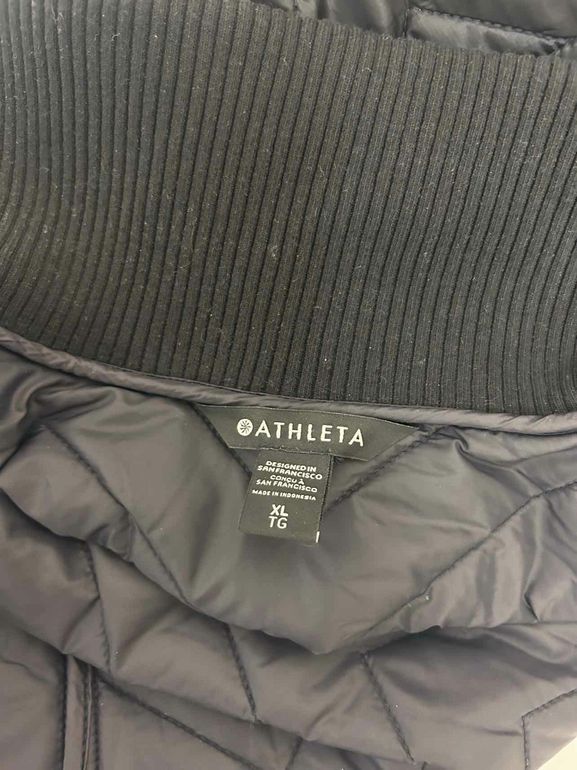 ATHLETA
DESIGNED IN
SAN FRANCISCO
CONÇU À
SAN FRANCISCO
MADE IN INDONESIA
XL
TG